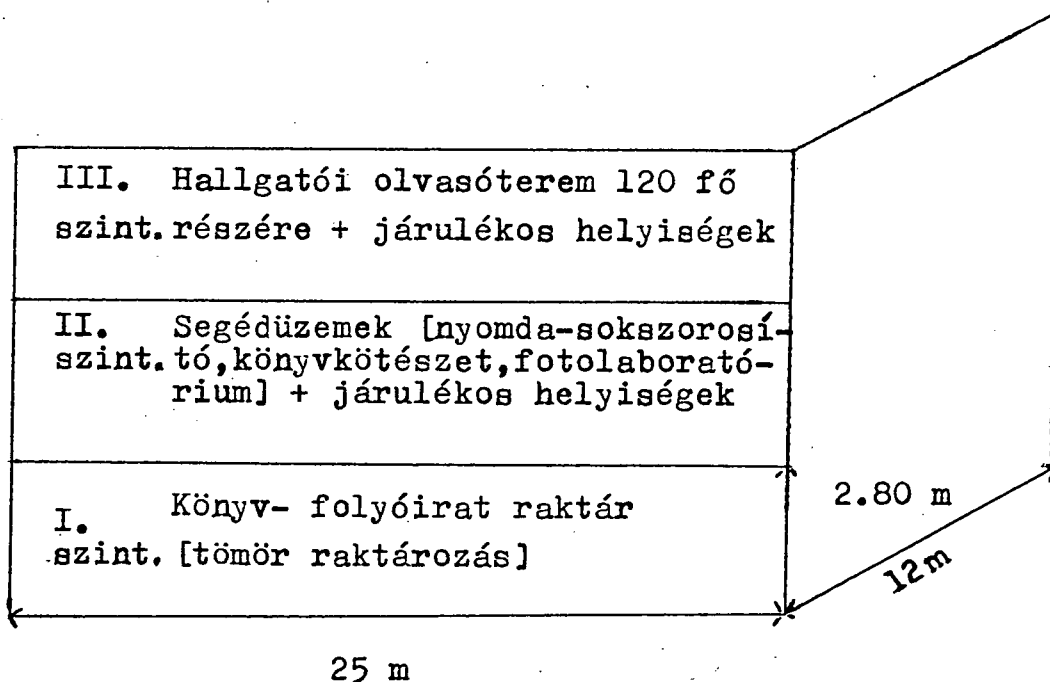 III. Hallgatói olvasóterem 120 fő
szint. részére + járulékos helyiségek
II. Segédüzemek [nyomda-sokszorosí-
szint. tó,könyvkötészet,fotolaborató-
rium] + járulékos helyiségek
I. Könyv- folyóirat raktár
szint. [tömör raktározás]
2.80 m
12m
25 m